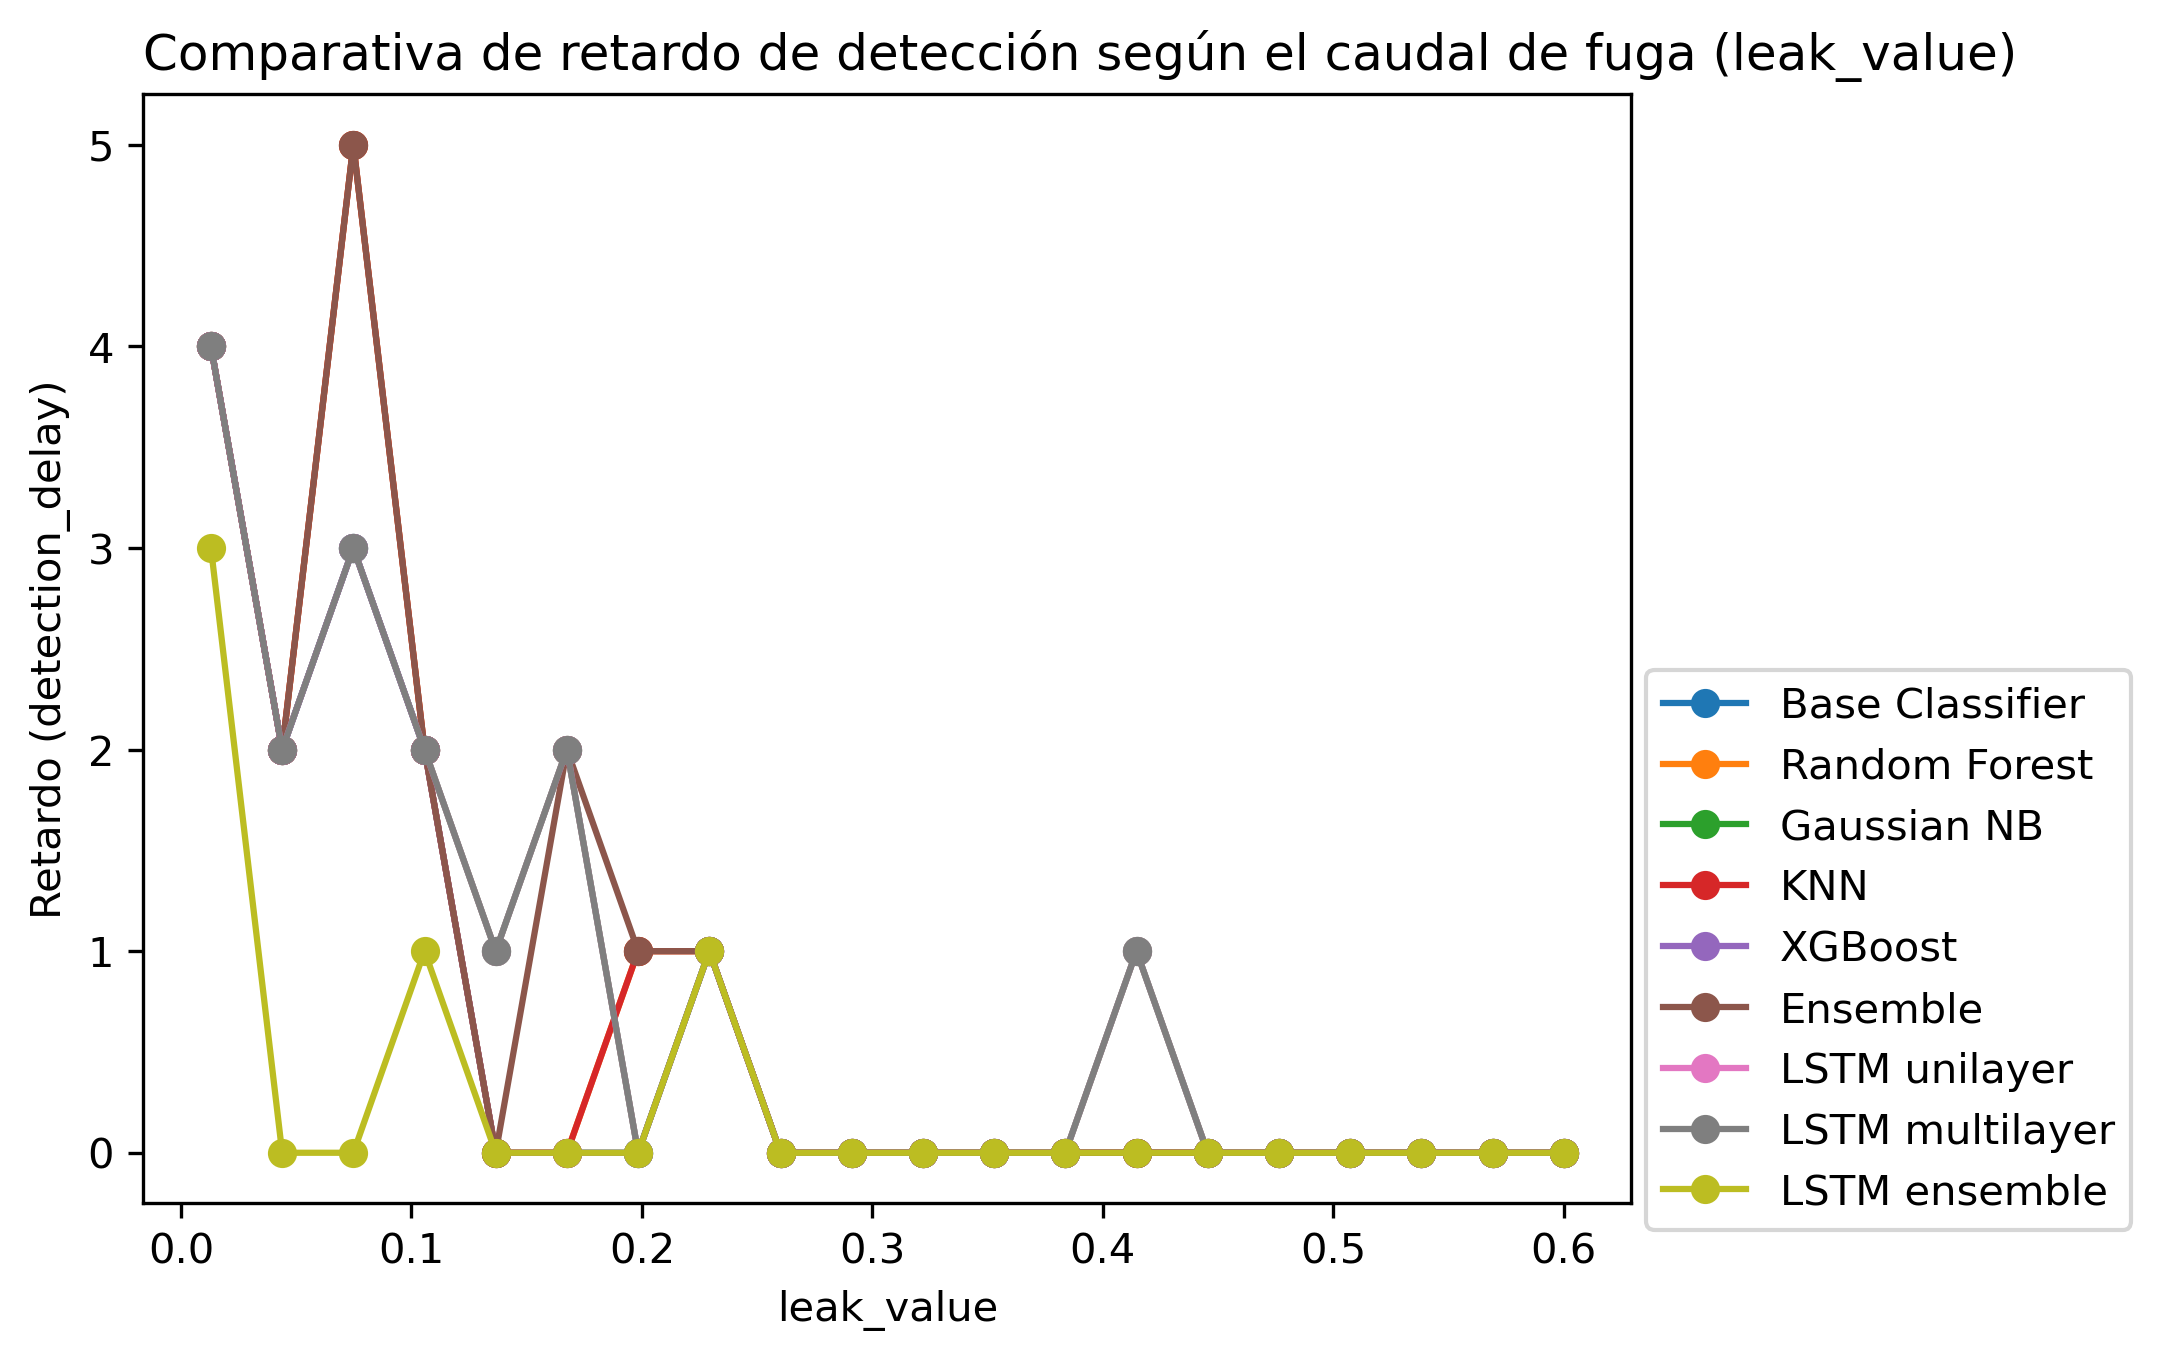 Comparativa de retardo de detección según el caudal de fuga (leak_value)
Retardo (detection_delay)
5
4
3
2
1
0
0.0 0.1 0.2 0.3 0.4 0.5 0.6
leak_value
Base Classifier
Random Forest
Gaussian NB
KNN
XGBoost
Ensemble
LSTM unilayer
LSTM multilayer
LSTM ensemble